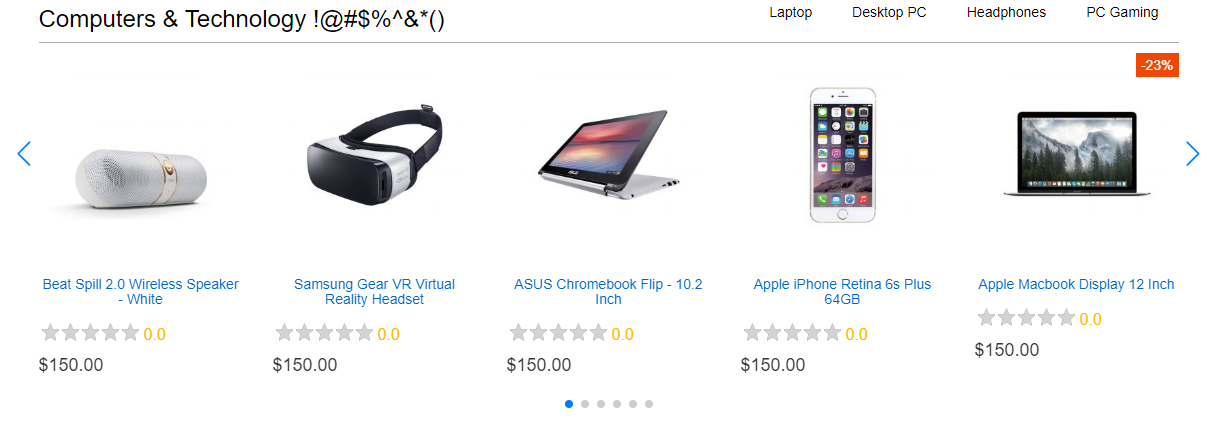 Computers & Technology !@#$%^&*()
Laptop
Desktop PC
Headphones
PC Gaming
-23%
Beat Spill 2.0 Wireless Speaker
- White
0.0
$150.00
Samsung Gear VR Virtual
Reality Headset
0.0
$150.00
ASUS
ASUS Chromebook Flip - 10.2
Inch
0.0
$150.00
Apple iPhone Retina 6s Plus
64GB
0.0
$150.00
Apple Macbook Display 12 Inch
0.0
$150.00